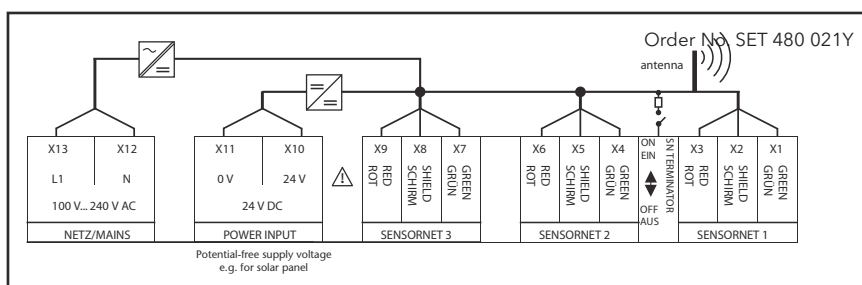 Order No. SET 480 021Y
antenna
X13 X12 X11 X10 X9 X8 X7 X6 X5 X4 ON EIN SN TERMINATOR X3 X2 X1
L1 N 0 V 24 V RED ROT SHIELD SCHIRM GREEN GRÜN RED ROT SHIELD SCHIRM GREEN GRÜN RED ROT SHIELD SCHIRM GREEN GRÜN
100 V... 240 V AC 24 V DC OFF AUS
NETZ/MAINS POWER INPUT SENSORNET 3 SENSORNET 2 SENSORNET 1
Potential-free supply voltage
e.g. for solar panel